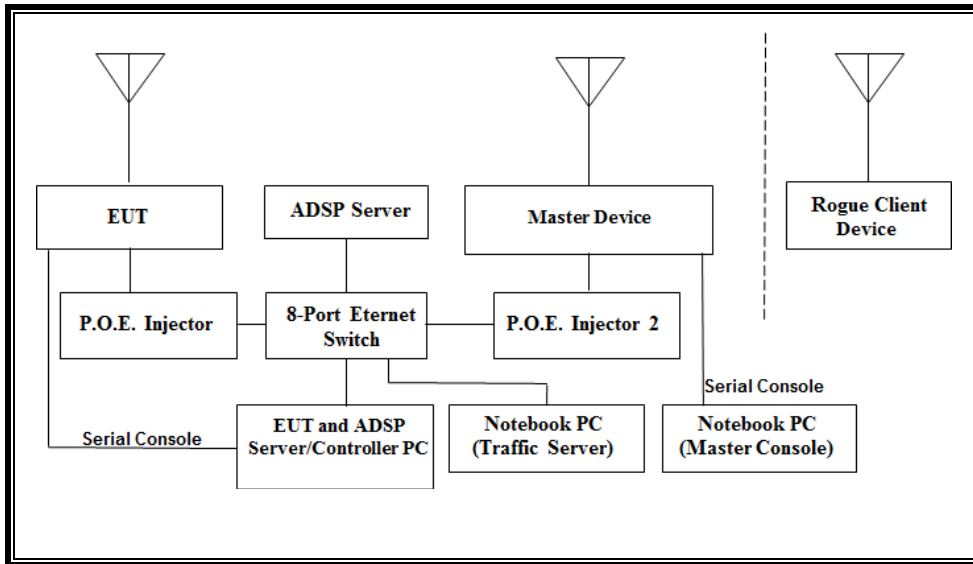 EUT
ADSP Server
Master Device
Rogue Client
Device
P.O.E. Injector
8-Port Eternet
Switch
P.O.E. Injector 2
Serial Console
Serial Console
EUT and ADSP
Server/Controller PC
Notebook PC
(Traffic Server)
Notebook PC
(Master Console)